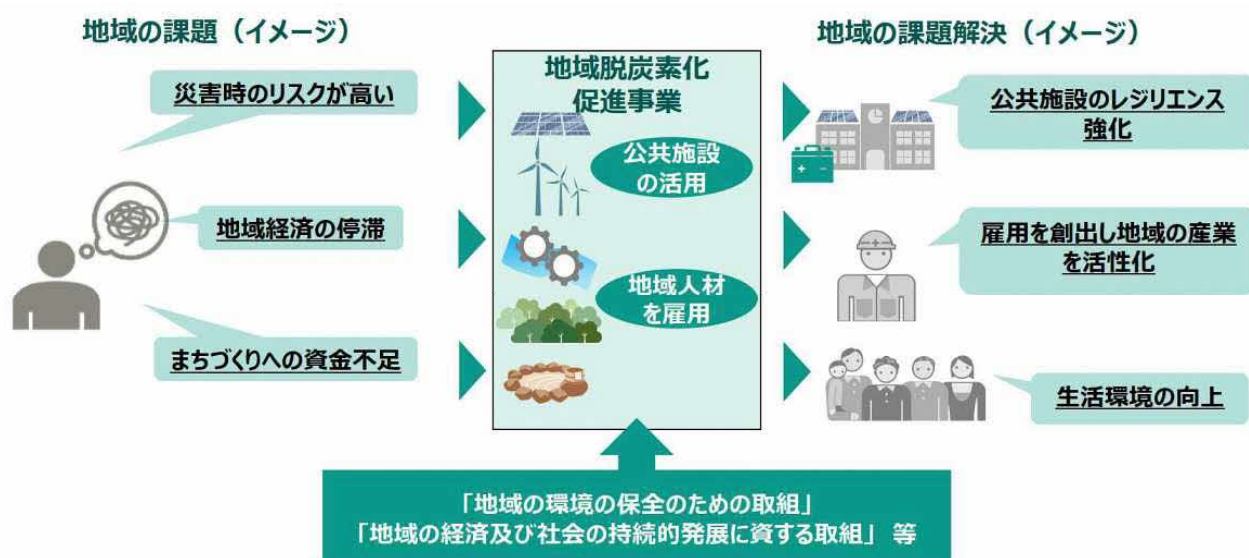 地域の課題（イメージ）
災害時のリスクが高い
地域経済の停滞
まちづくりへの資金不足
地域脱炭素化
促進事業
公共施設
の活用
地域人材
を雇用
地域の課題解決（イメージ）
公共施設のレジリエンス
強化
雇用を創出し地域の産業
を活性化
生活環境の向上
「地域の環境の保全のための取組」
「地域の経済及び社会の持続的発展に資する取組」 等